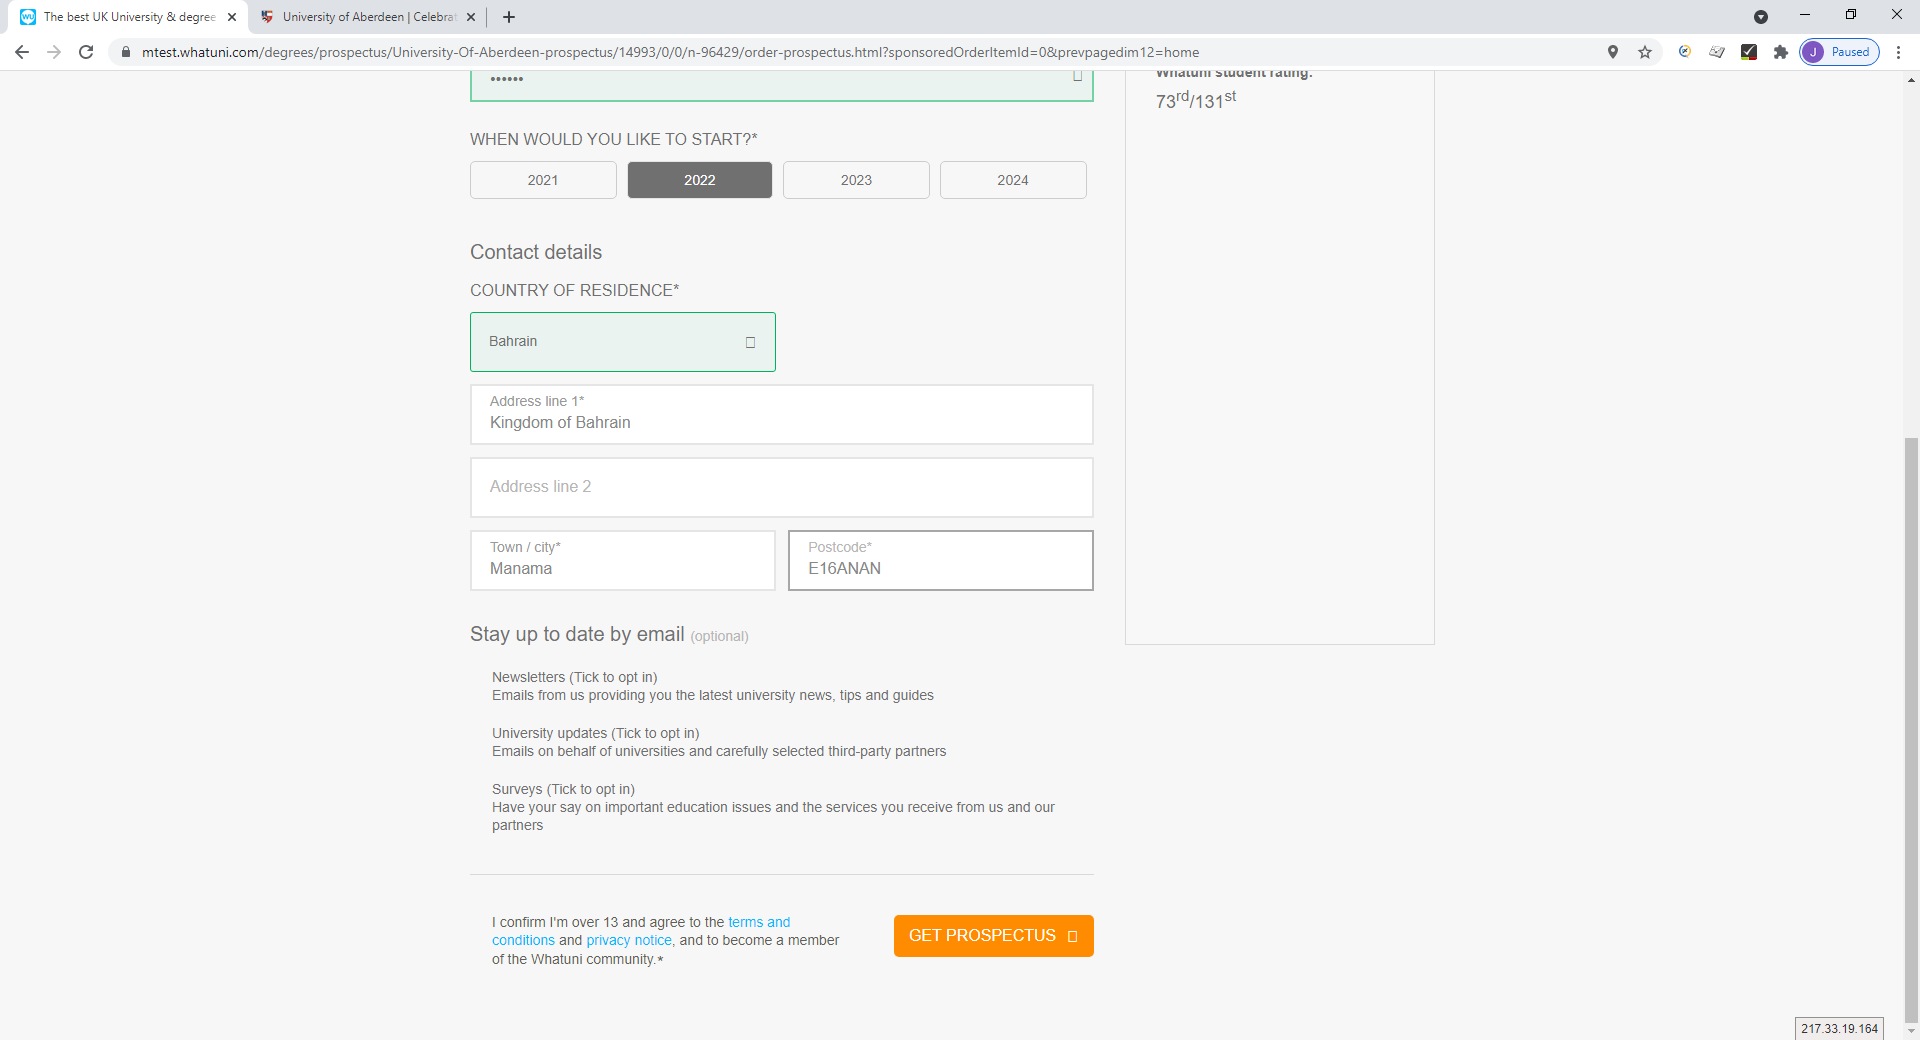 The best UK University & degree
University of Aberdeen | Celebrat
mtest.whatuni.com/degrees/prospectus/University-Of-Aberdeen-prospectus/14993/0/0/n-96429/order-prospectus.html?sponsoredOrderItemId=0&prevpagedim12=home
J Paused
••••••
Whatuni student rating:
73rd/131st
WHEN WOULD YOU LIKE TO START?*
2021 2022 2023 2024
Contact details
COUNTRY OF RESIDENCE*
Bahrain
Address line 1*
Kingdom of Bahrain
Address line 2
Town / city*
Manama
Postcode*
E16ANAN
Stay up to date by email (optional)
Newsletters (Tick to opt in)
Emails from us providing you the latest university news, tips and guides
University updates (Tick to opt in)
Emails on behalf of universities and carefully selected third-party partners
Surveys (Tick to opt in)
Have your say on important education issues and the services you receive from us and our
partners
I confirm I'm over 13 and agree to the terms and
conditions and privacy notice, and to become a member
of the Whatuni community.*
GET PROSPECTUS
217.33.19.164